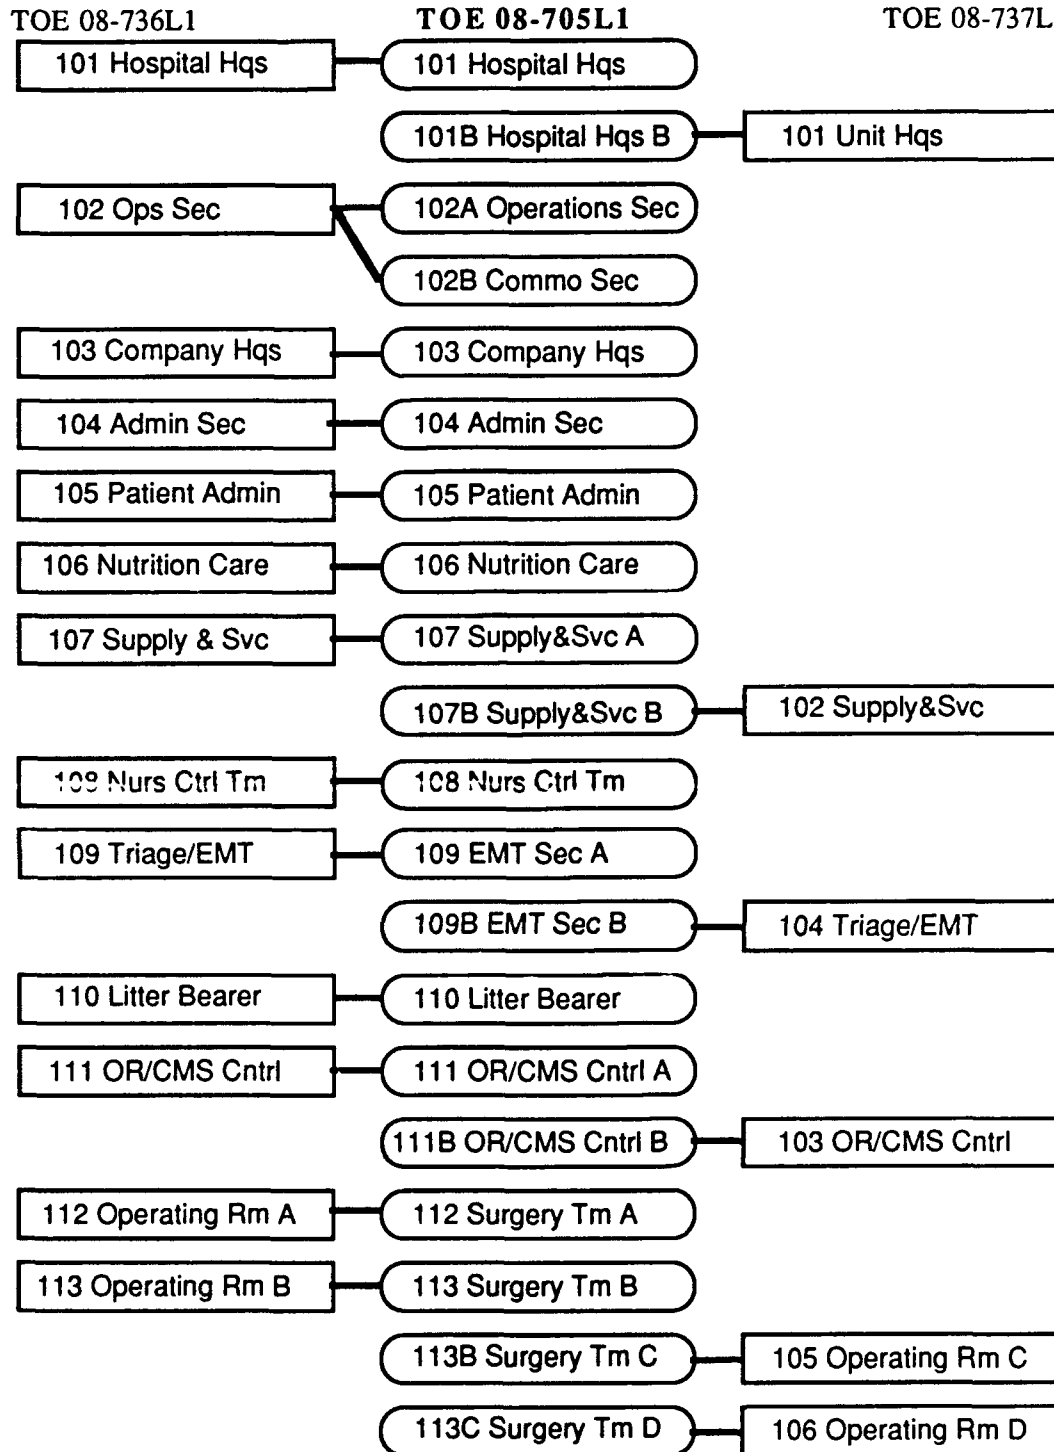 TOE 08-736L1 TOE 08-705L1 TOE 08-737L
101 Hospital Hqs 101 Hospital Hqs
101B Hospital Hqs B 101 Unit Hqs
102 Ops Sec 102A Operations Sec
102B Commo Sec
103 Company Hqs 103 Company Hqs
104 Admin Sec 104 Admin Sec
105 Patient Admin 105 Patient Admin
106 Nutrition Care 106 Nutrition Care
107 Supply & Svc 107 Supply&Svc A
107B Supply&Svc B 102 Supply&Svc
108 Nurs Ctrl Tm 108 Nurs Ctrl Tm
109 Triage/EMT 109 EMT Sec A
109B EMT Sec B 104 Triage/EMT
110 Litter Bearer 110 Litter Bearer
111 OR/CMS Cntrl 111 OR/CMS Cntrl A
111B OR/CMS Cntrl B 103 OR/CMS Cntrl
112 Operating Rm A 112 Surgery Tm A
113 Operating Rm B 113 Surgery Tm B
113B Surgery Tm C 105 Operating Rm C
113C Surgery Tm D 106 Operating Rm D